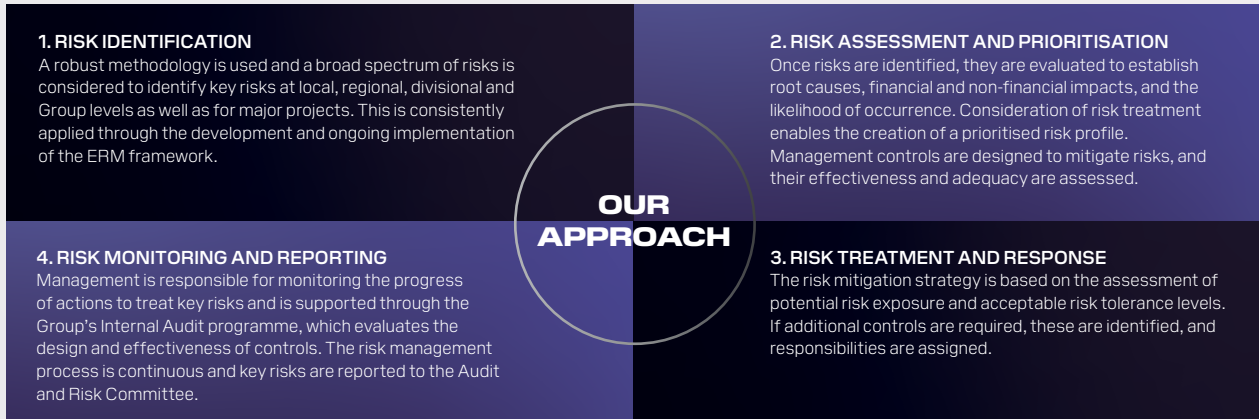 1. RISK IDENTIFICATION
A robust methodology is used and a broad spectrum of risks is
considered to identify key risks at local, regional, divisional and
Group levels as well as for major projects. This is consistently
applied through the development and ongoing implementation
of the ERM framework.
2. RISK ASSESSMENT AND PRIORITISATION
Once risks are identified, they are evaluated to establish
root causes, financial and non-financial impacts, and the
likelihood of occurrence. Consideration of risk treatment
enables the creation of a prioritised risk profile.
Management controls are designed to mitigate risks, and
their effectiveness and adequacy are assessed.
OUR
APPROACH
3. RISK TREATMENT AND RESPONSE
The risk mitigation strategy is based on the assessment of
potential risk exposure and acceptable risk tolerance levels.
If additional controls are required, these are identified, and
responsibilities are assigned.
4. RISK MONITORING AND REPORTING
Management is responsible for monitoring the progress
of actions to treat key risks and is supported through the
Group's Internal Audit programme, which evaluates the
design and effectiveness of controls. The risk management
process is continuous and key risks are reported to the Audit
and Risk Committee.